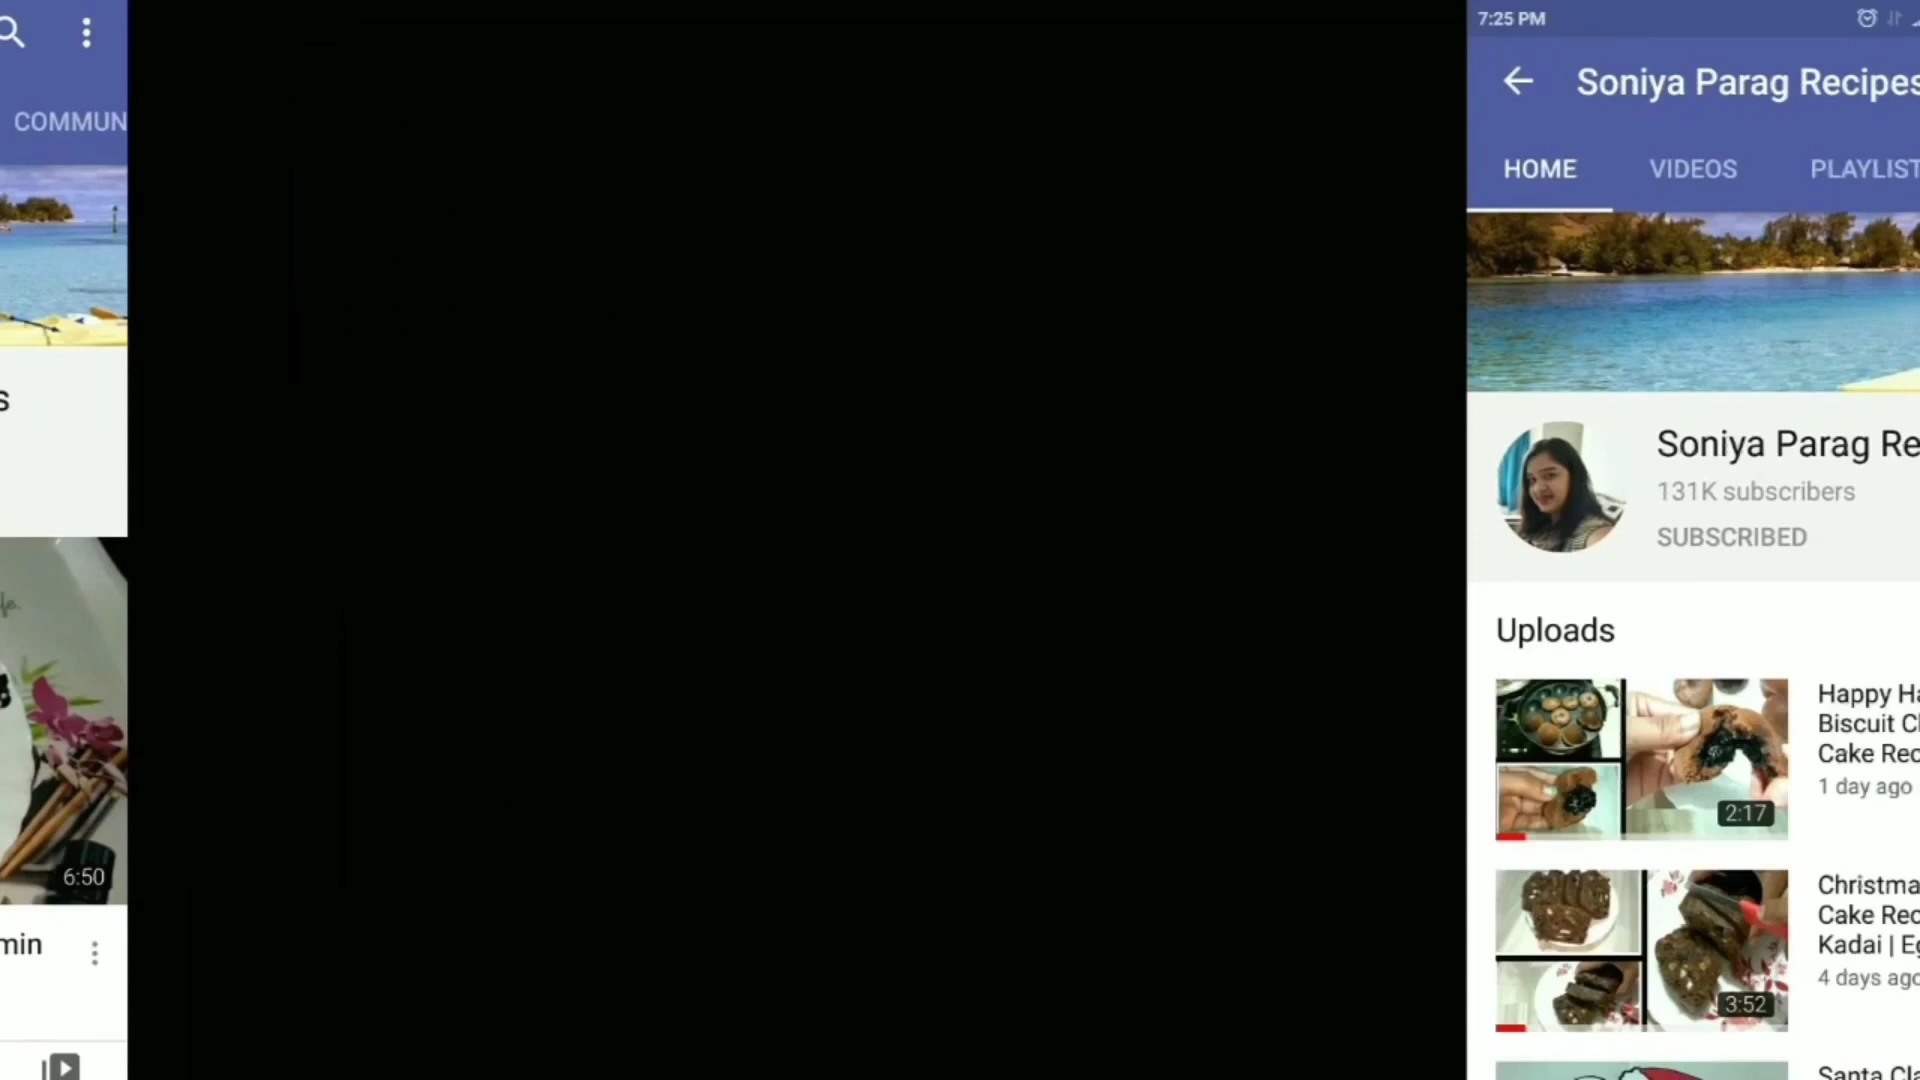 COMMUN
s
6:50
min
7:25 PM
Soniya Parag Recipes
HOME VIDEOS PLAYLIST
Soniya Parag Re
131K subscribers
SUBSCRIBED
Uploads
Happy Ha
Biscuit C
Cake Rec
1 day ago
2:17
Christma
Cake Rec
Kadai | Eg
4 days ago
3:52
Santa Cla